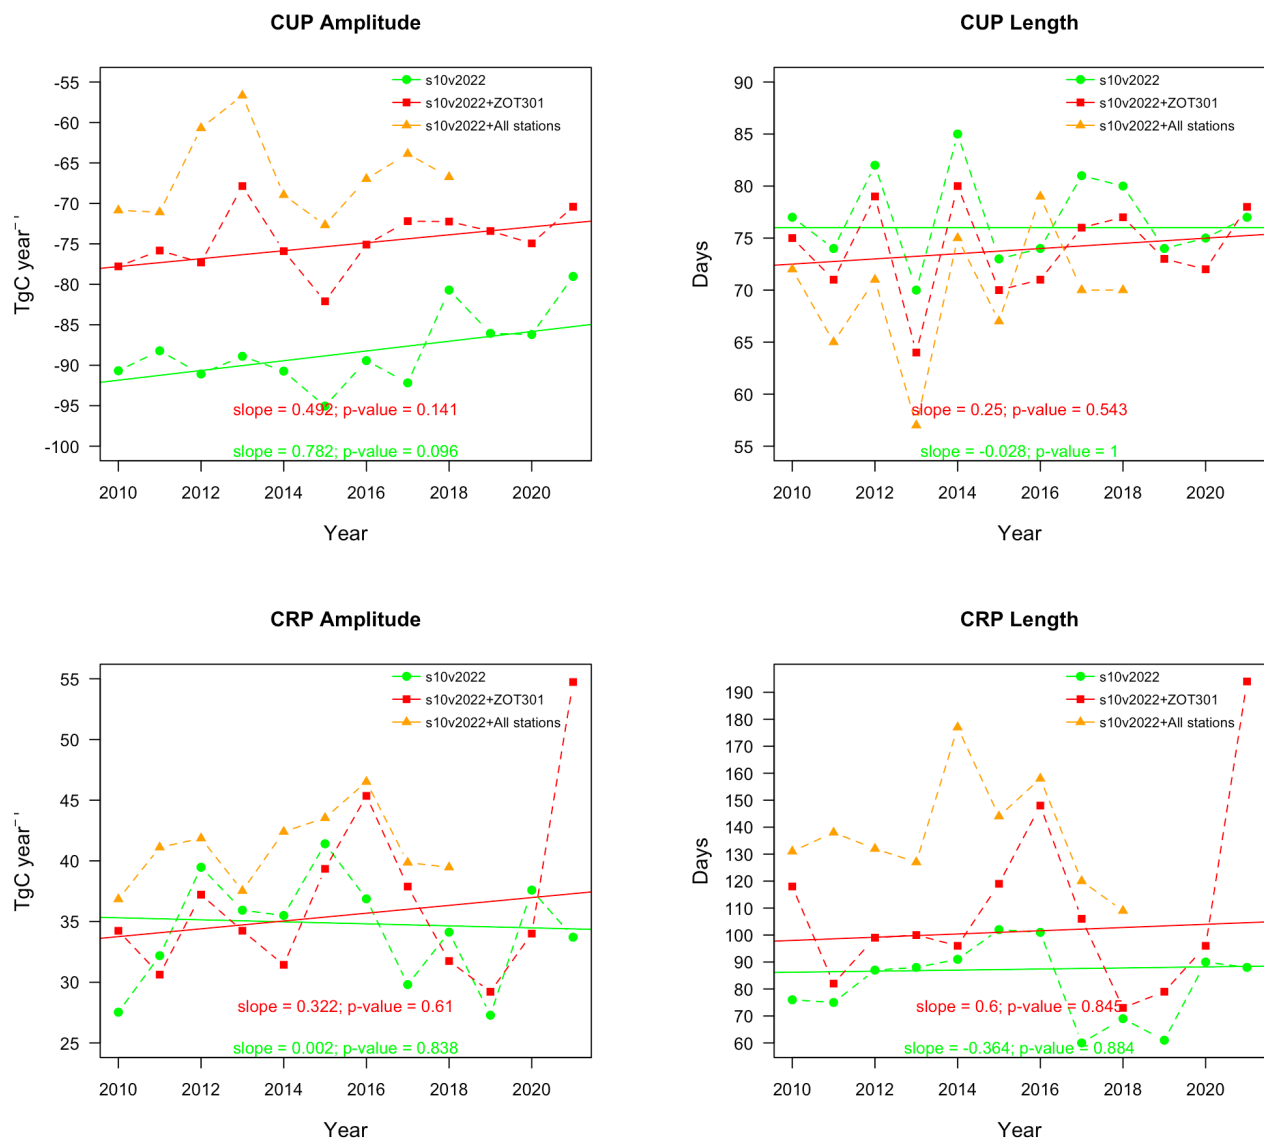 CUP Amplitude
-55
-60
-65
-70
-75
-80
-85
-90
-95
-100
TgC year⁻¹
s10v2022
s10v2022+ZOT301
s10v2022+All stations
slope = 0.492; p-value = 0.141
slope = 0.782; p-value = 0.096
2010 2012 2014 2016 2018 2020
Year
CUP Length
90
85
80
75
70
65
60
55
Days
s10v2022
s10v2022+ZOT301
s10v2022+All stations
slope = 0.25; p-value = 0.543
slope = -0.028; p-value = 1
2010 2012 2014 2016 2018 2020
Year
CRP Amplitude
55
50
45
40
35
30
25
TgC year⁻¹
s10v2022
s10v2022+ZOT301
s10v2022+All stations
slope = 0.322; p-value = 0.61
slope = 0.002; p-value = 0.838
2010 2012 2014 2016 2018 2020
Year
CRP Length
190
180
170
160
150
140
130
120
110
100
90
80
70
60
Days
s10v2022
s10v2022+ZOT301
s10v2022+All stations
slope = 0.6; p-value = 0.845
slope = -0.364; p-value = 0.884
2010 2012 2014 2016 2018 2020
Year